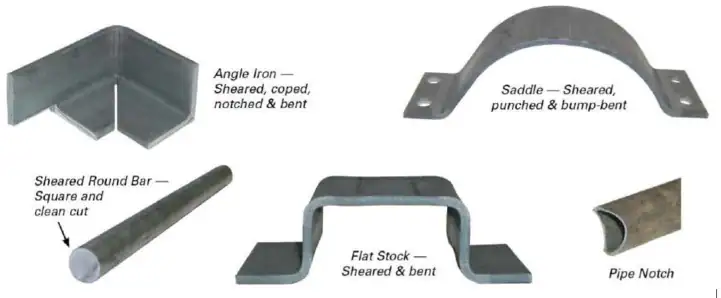 Angle Iron —
Sheared, coped,
notched & bent
Saddle — Sheared,
punched & bump-bent
Sheared Round Bar —
Square and
clean cut
Flat Stock —
Sheared & bent
Pipe Notch